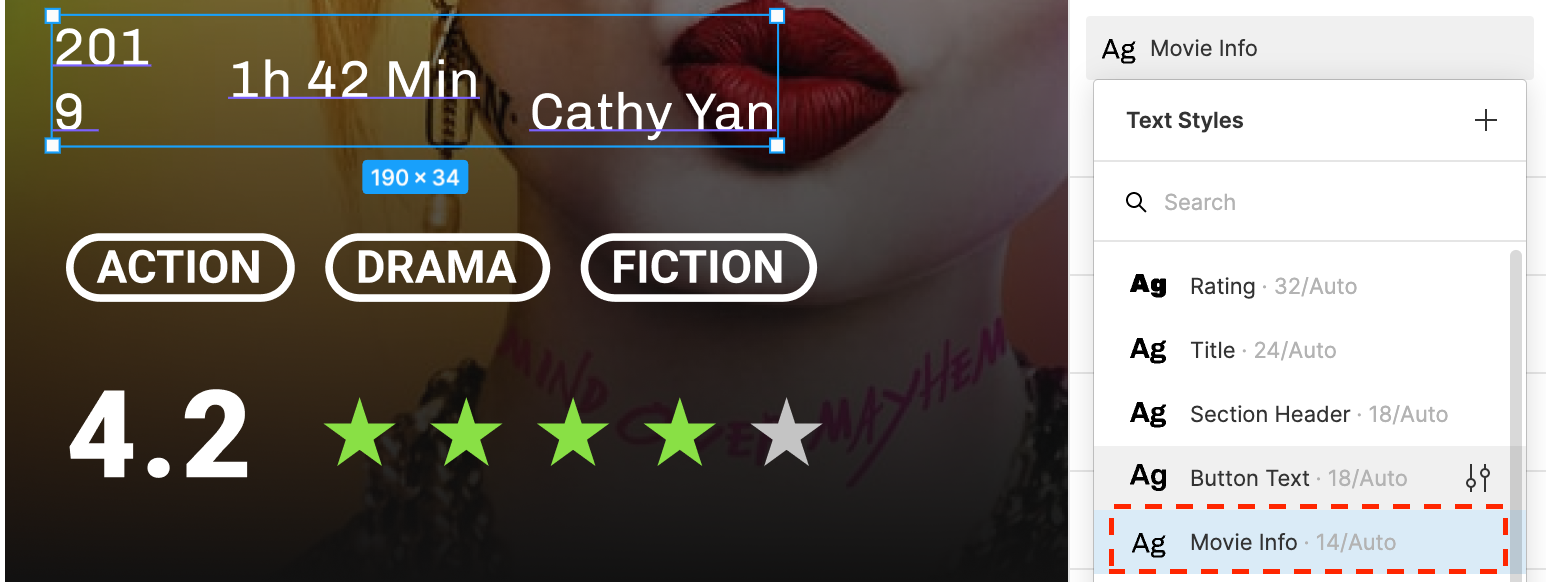 201
9
1h 42 Min
Cathy Yan
190 × 34
ACTION DRAMA FICTION
MIND OVER MAYHEM
4.2
Ag Movie Info
Text Styles
Search
Ag Rating · 32/Auto
Ag Title · 24/Auto
Ag Section Header · 18/Auto
Ag Button Text · 18/Auto
Ag Movie Info · 14/Auto